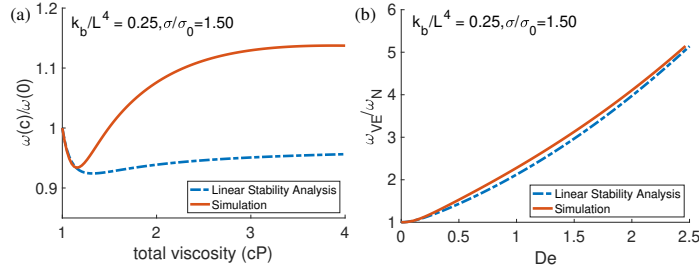 (a)
k_b/L^4 = 0.25,σ/σ_0=1.50
ω(c)/ω(0)
1.2
1.1
1
0.9
1
2
3
4
total viscosity (cP)
Linear Stability Analysis
Simulation
(b)
k_b/L^4 = 0.25,σ/σ_0=1.50
ω_VE/ω_N
6
5
4
3
2
1
0
0.5
1
1.5
2
2.5
De
Linear Stability Analysis
Simulation